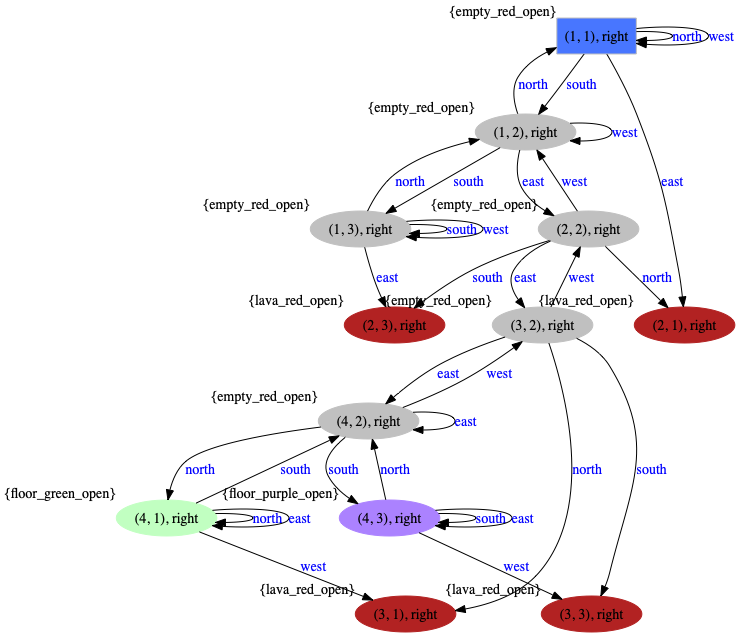 {empty_red_open}
(1, 1), right
north
west
north
south
{empty_red_open}
(1, 2), right
west
north
south
east
west
east
{empty_red_open}
{empty_red_open}
(1, 3), right
south
west
(2, 2), right
east
south
east
west
north
{lava_red_open}
{empty_red_open}
{lava_red_open}
(2, 3), right
(3, 2), right
(2, 1), right
east
west
{empty_red_open}
(4, 2), right
east
north
south
south
north
north
south
{floor_green_open}
{floor_purple_open}
(4, 1), right
north
east
(4, 3), right
south
east
west
west
{lava_red_open}
{lava_red_open}
(3, 1), right
(3, 3), right